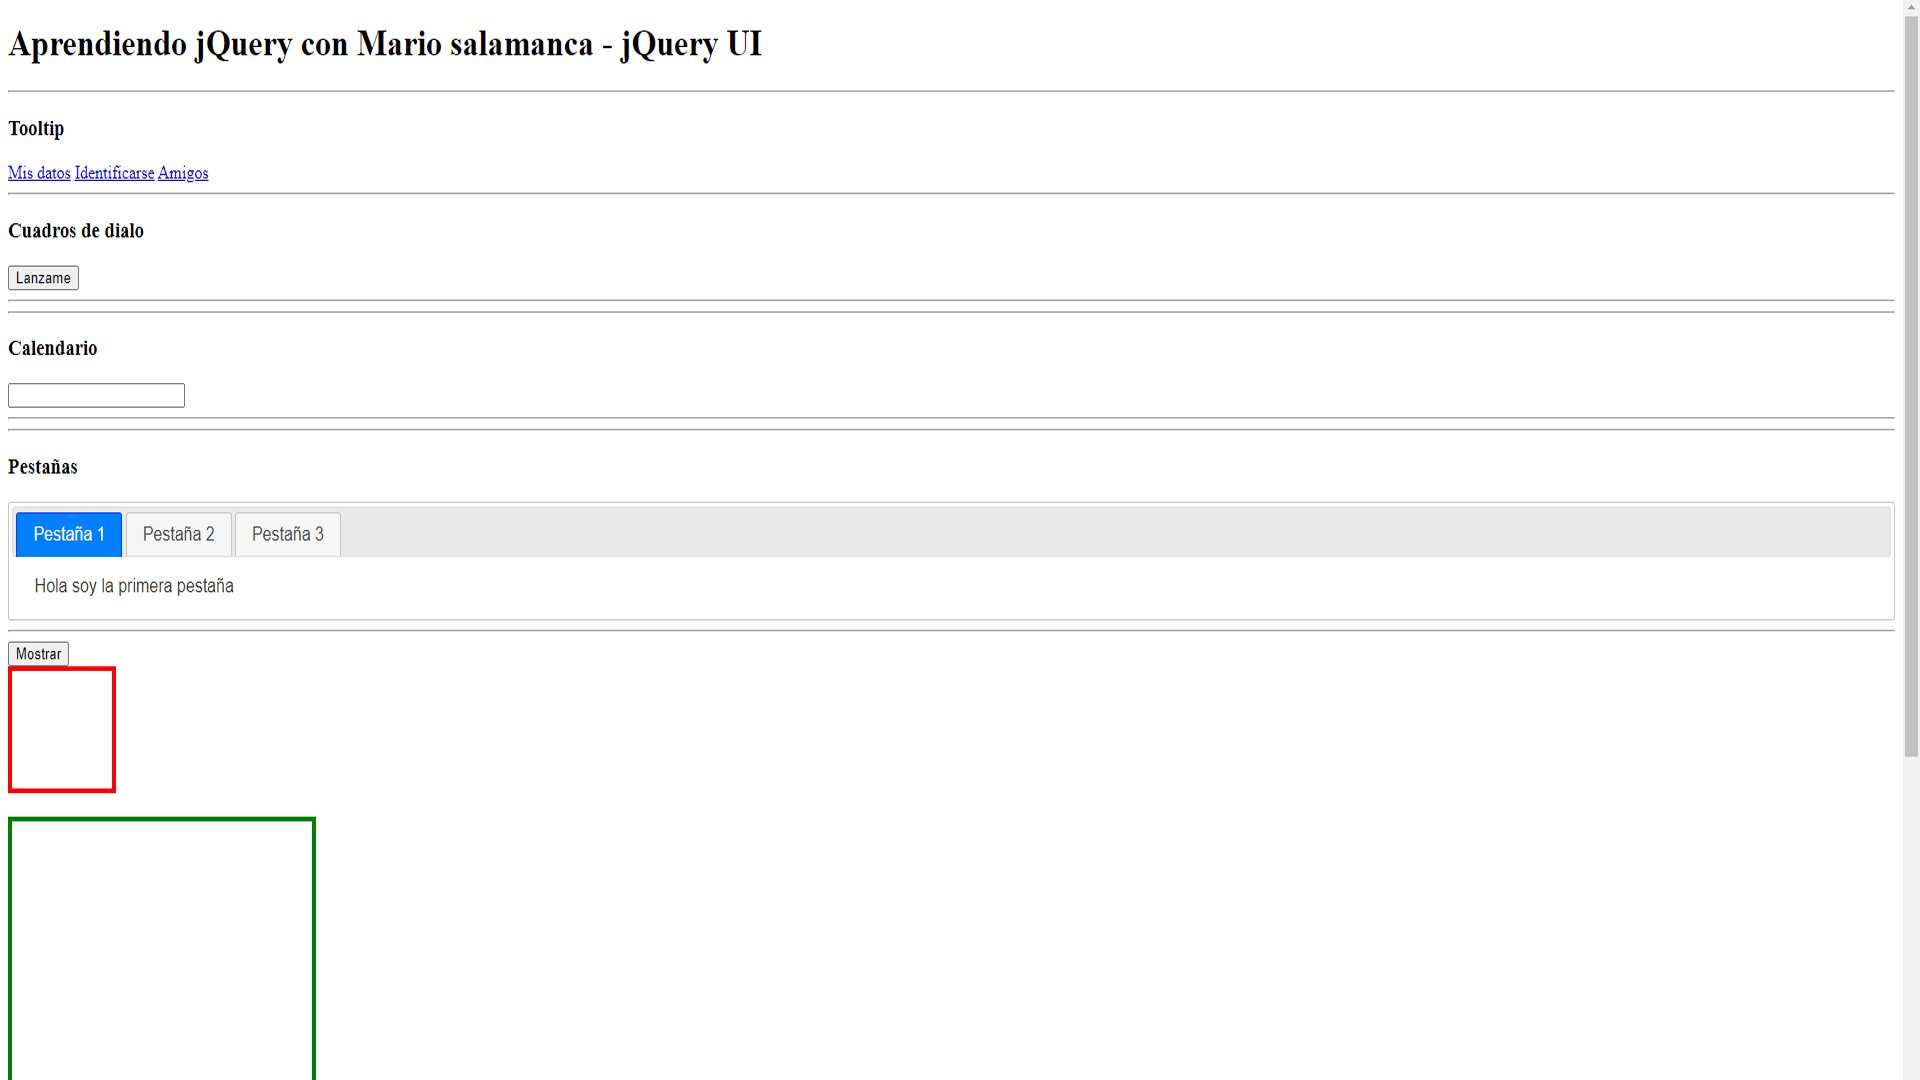 Aprendiendo jQuery con Mario salamanca - jQuery UI
Tooltip
Mis datos Identificarse Amigos
Cuadros de dialo
Lanzame
Calendario
Pestañas
Pestaña 1 Pestaña 2 Pestaña 3
Hola soy la primera pestaña
Mostrar